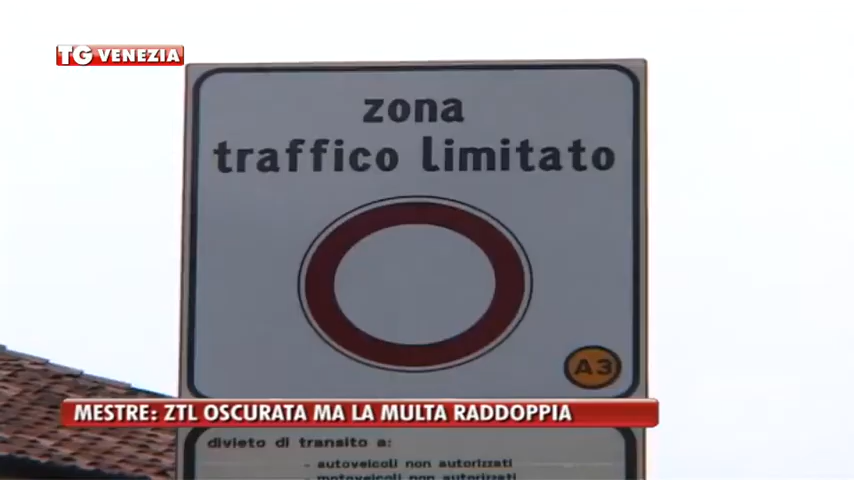 TG VENEZIA
zona
traffico limitato
A3
MESTRE: ZTL OSCURATA MA LA MULTA RADDOPPIA
divieto di transito a:
- autoveicoli non autorizzati
- motoveicoli non autorizzati